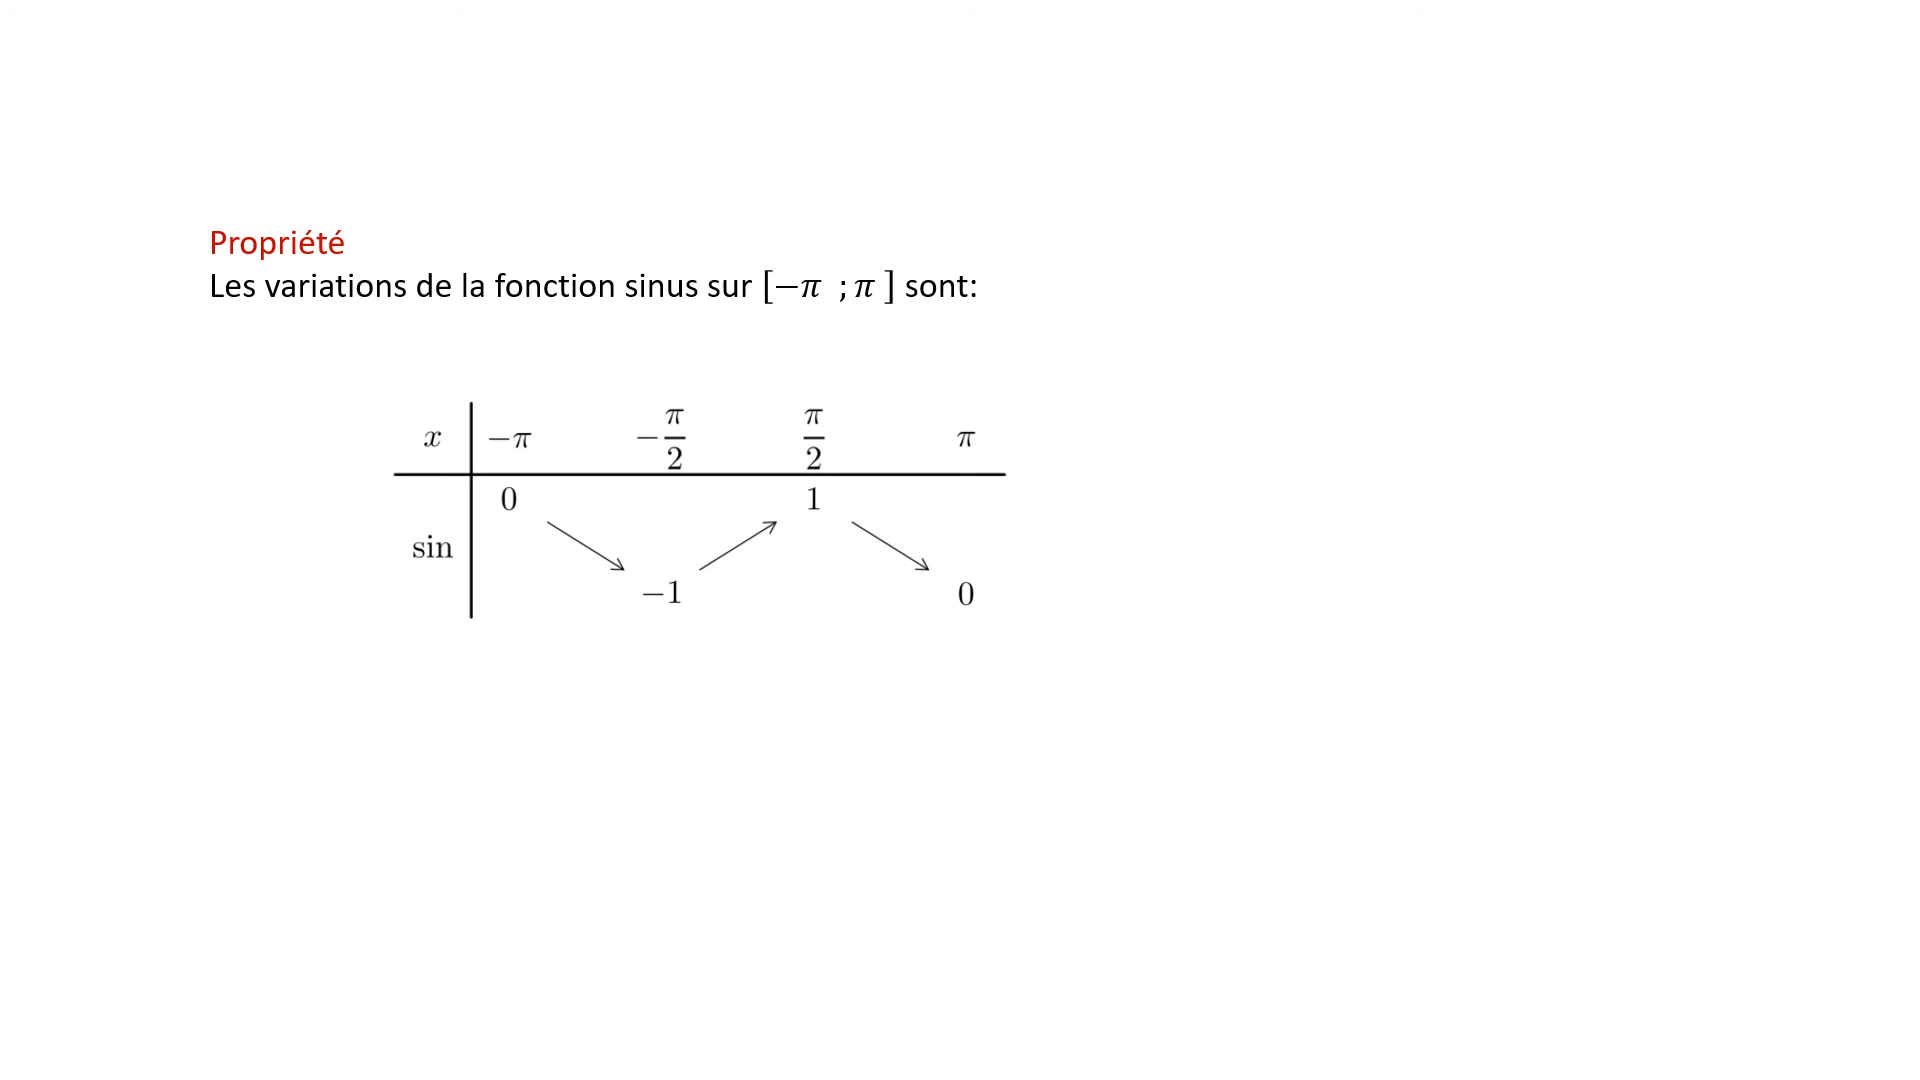 Propriété
Les variations de la fonction sinus sur [−π ; π ] sont:
x −π −π/2 π/2 π
0 1
sin
−1 0